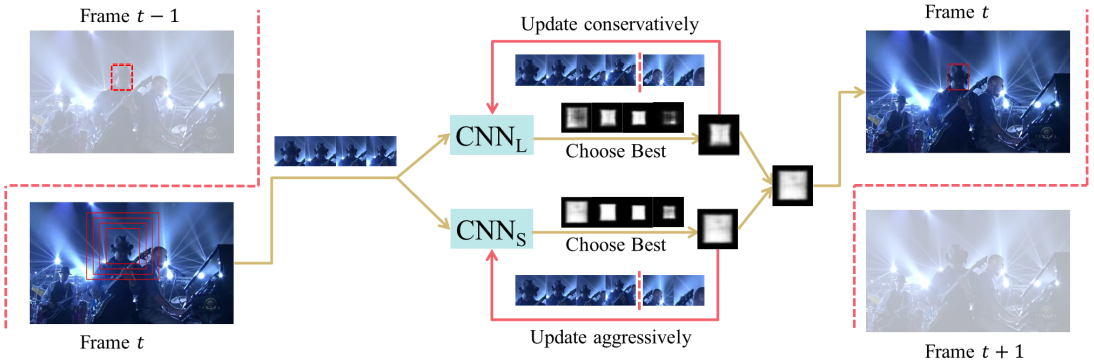 Frame t − 1
Update conservatively
Frame t
CNN_L
Choose Best
CNN_S
Choose Best
Frame t
Update aggressively
Frame t + 1